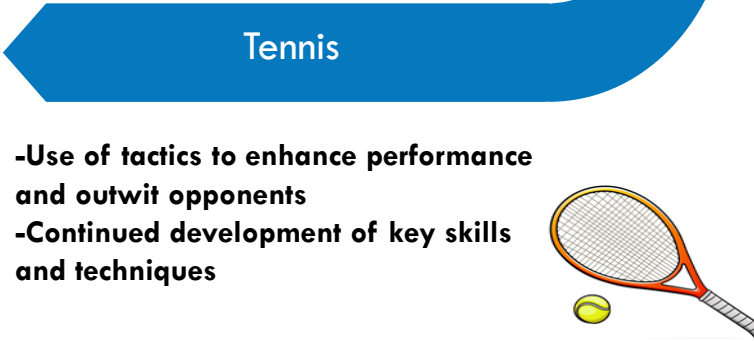 Tennis
-Use of tactics to enhance performance
and outwit opponents
-Continued development of key skills
and techniques